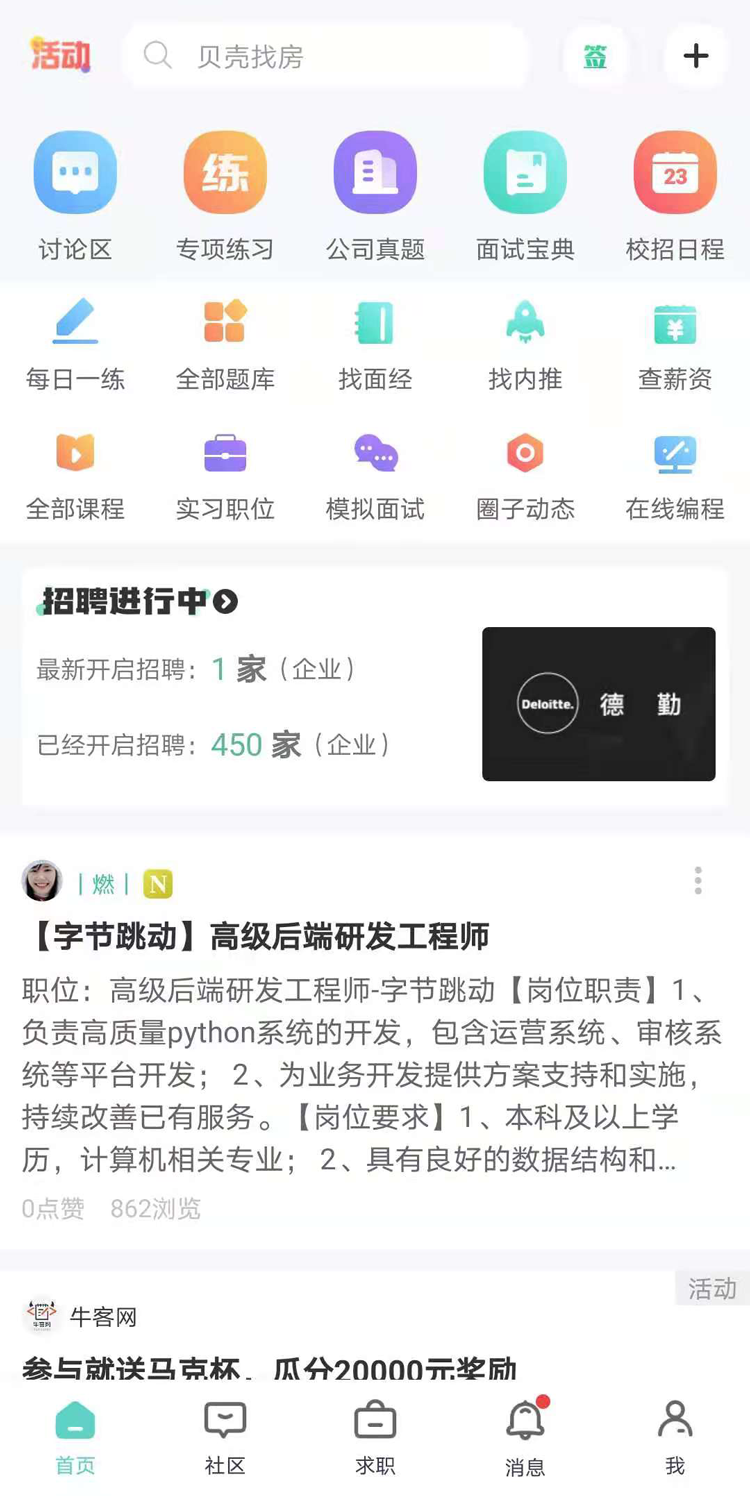 活动
贝壳找房
签
练
23
讨论区
专项练习
公司真题
面试宝典
校招日程
每日一练
全部题库
找面经
找内推
查薪资
全部课程
实习职位
模拟面试
圈子动态
在线编程
招聘进行中
最新开启招聘：1 家（企业）
已经开启招聘：450 家（企业）
Deloitte. 德 勤
｜燃｜ N
【字节跳动】高级后端研发工程师
职位：高级后端研发工程师-字节跳动【岗位职责】1、
负责高质量python系统的开发，包含运营系统、审核系
统等平台开发； 2、为业务开发提供方案支持和实施，
持续改善已有服务。【岗位要求】1、本科及以上学
历，计算机相关专业； 2、具有良好的数据结构和...
0点赞 862浏览
活动
牛客网
牛客网
参与就送马克杯，瓜分20000元奖励
首页
社区
求职
消息
我